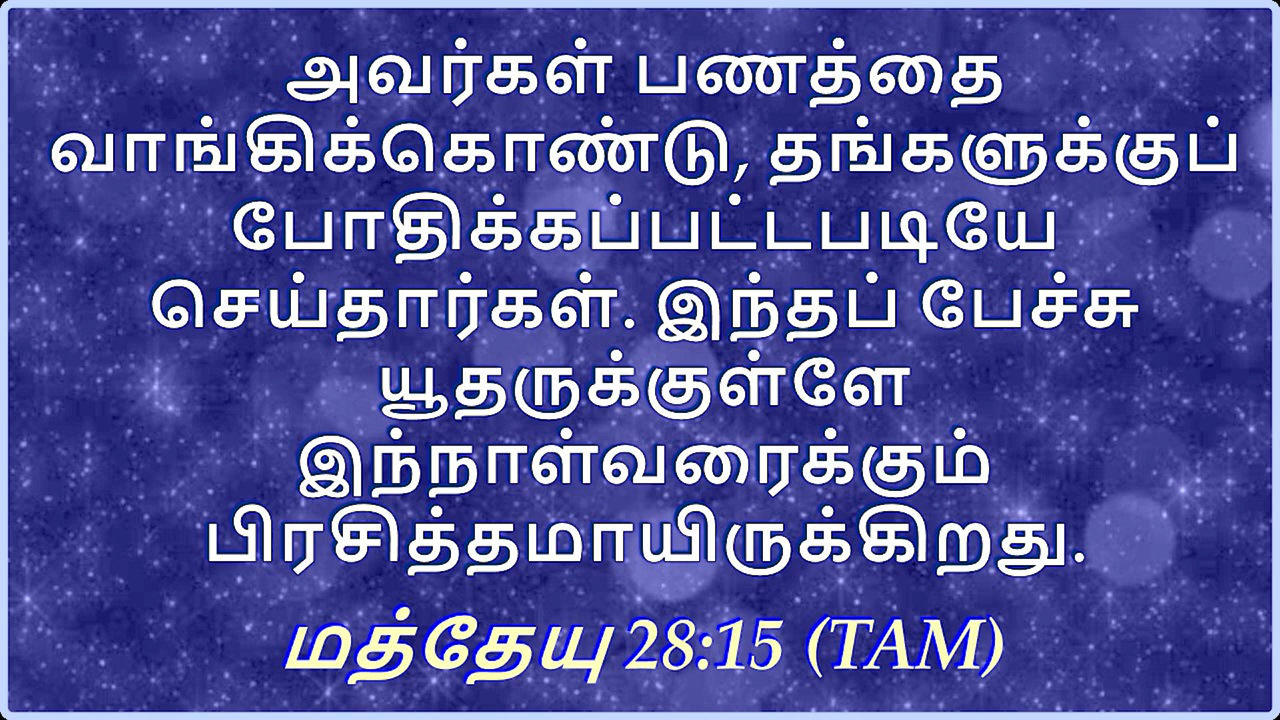 அவர்கள் பணத்தை
வாங்கிக்கொண்டு, தங்களுக்குப்
போதிக்கப்பட்டபடியே
செய்தார்கள். இந்தப் பேச்சு
யூதருக்குள்ளே
இந்நாள்வரைக்கும்
பிரசித்தமாயிருக்கிறது.
மத்தேயு 28:15 (TAM)